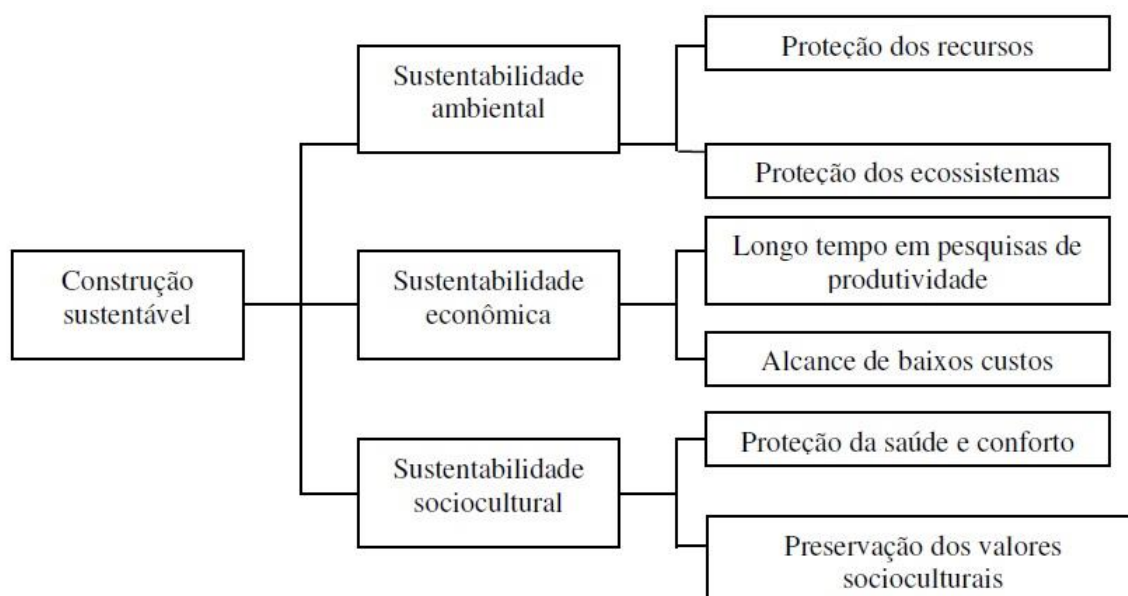 Construção
sustentável
Sustentabilidade
ambiental
Proteção dos recursos
Proteção dos ecossistemas
Sustentabilidade
econômica
Longo tempo em pesquisas de
produtividade
Alcance de baixos custos
Sustentabilidade
sociocultural
Proteção da saúde e conforto
Preservação dos valores
socioculturais